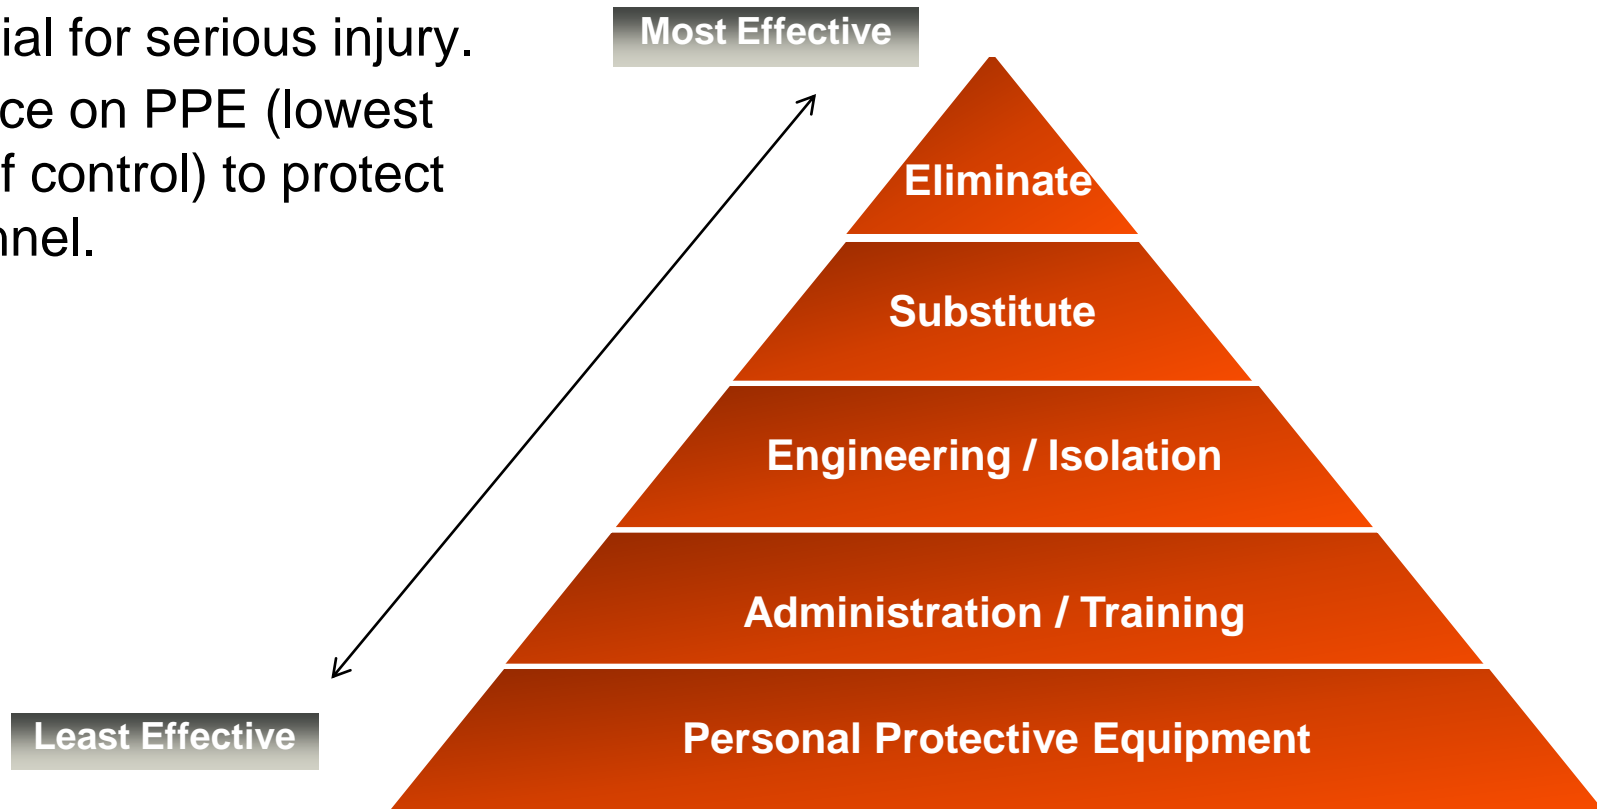 ial for serious injury.
ce on PPE (lowest
f control) to protect
nnel.
Most Effective
Eliminate
Substitute
Engineering / Isolation
Administration / Training
Personal Protective Equipment
Least Effective